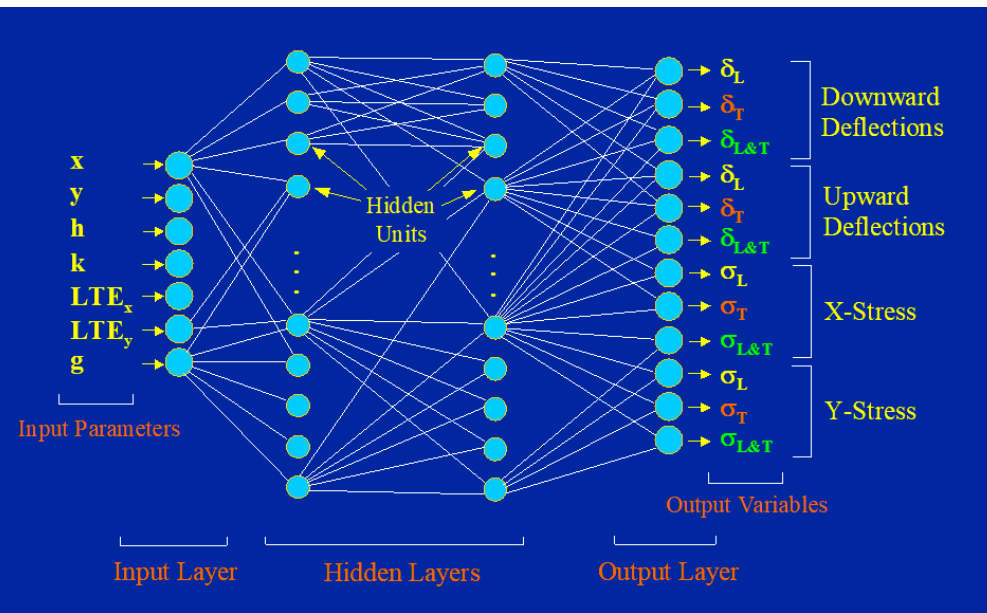 x
y
h
k
LTEx
LTEy
g
Input Parameters
Input Layer
Hidden
Units
Hidden Layers
δL
δT
δL&T
δL
δT
δL&T
σL
σT
σL&T
σL
σT
σL&T
Downward
Deflections
Upward
Deflections
X-Stress
Y-Stress
Output Variables
Output Layer